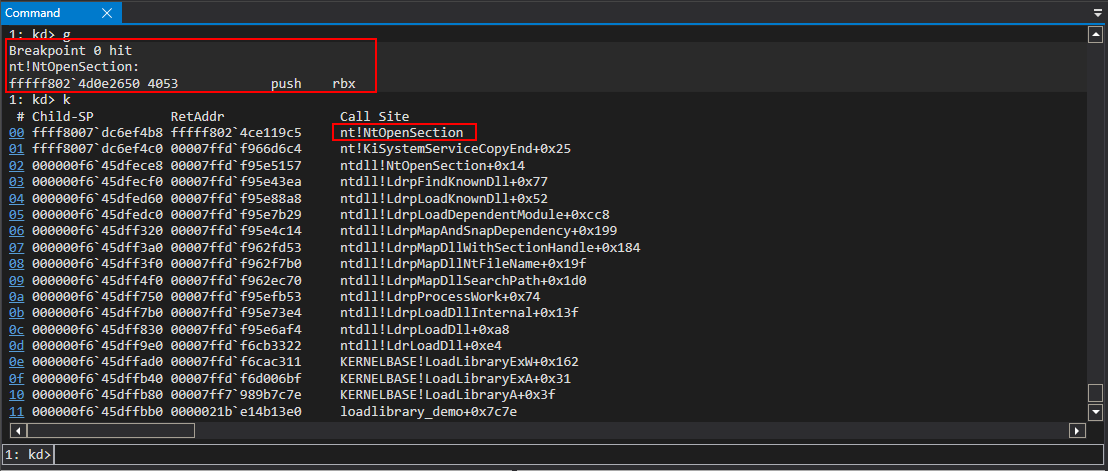 Command
1: kd> g
Breakpoint 0 hit
nt!NtOpenSection:
fffff802`4d0e2650 4053            push    rbx
1: kd> k
 # Child-SP          RetAddr               Call Site
00 ffff8007`dc6ef4b8 fffff802`4ce119c5     nt!NtOpenSection
01 ffff8007`dc6ef4c0 00007ffd`f966d6c4     nt!KiSystemServiceCopyEnd+0x25
02 000000f6`45dfece8 00007ffd`f95e5157     ntdll!NtOpenSection+0x14
03 000000f6`45dfecf0 00007ffd`f95e43ea     ntdll!LdrpFindKnownDll+0x77
04 000000f6`45dfed60 00007ffd`f95e88a8     ntdll!LdrpLoadKnownDll+0x52
05 000000f6`45dfedc0 00007ffd`f95e7b29     ntdll!LdrpLoadDependentModule+0xcc8
06 000000f6`45dff320 00007ffd`f95e4c14     ntdll!LdrpMapAndSnapDependency+0x199
07 000000f6`45dff3a0 00007ffd`f962fd53     ntdll!LdrpMapDllWithSectionHandle+0x184
08 000000f6`45dff3f0 00007ffd`f962f7b0     ntdll!LdrpMapDllNtFileName+0x19f
09 000000f6`45dff4f0 00007ffd`f962ec70     ntdll!LdrpMapDllSearchPath+0x1d0
0a 000000f6`45dff750 00007ffd`f95efb53     ntdll!LdrpProcessWork+0x74
0b 000000f6`45dff7b0 00007ffd`f95e73e4     ntdll!LdrpLoadDllInternal+0x13f
0c 000000f6`45dff830 00007ffd`f95e6af4     ntdll!LdrpLoadDll+0xa8
0d 000000f6`45dff9e0 00007ffd`f6cb3322     ntdll!LdrLoadDll+0xe4
0e 000000f6`45dffad0 00007ffd`f6cac311     KERNELBASE!LoadLibraryExW+0x162
0f 000000f6`45dffb40 00007ffd`f6d006bf     KERNELBASE!LoadLibraryExA+0x31
10 000000f6`45dffb80 00007ff7`989b7c7e     KERNELBASE!LoadLibraryA+0x3f
11 000000f6`45dffbb0 0000021b`e14b13e0     loadlibrary_demo+0x7c7e
1: kd>